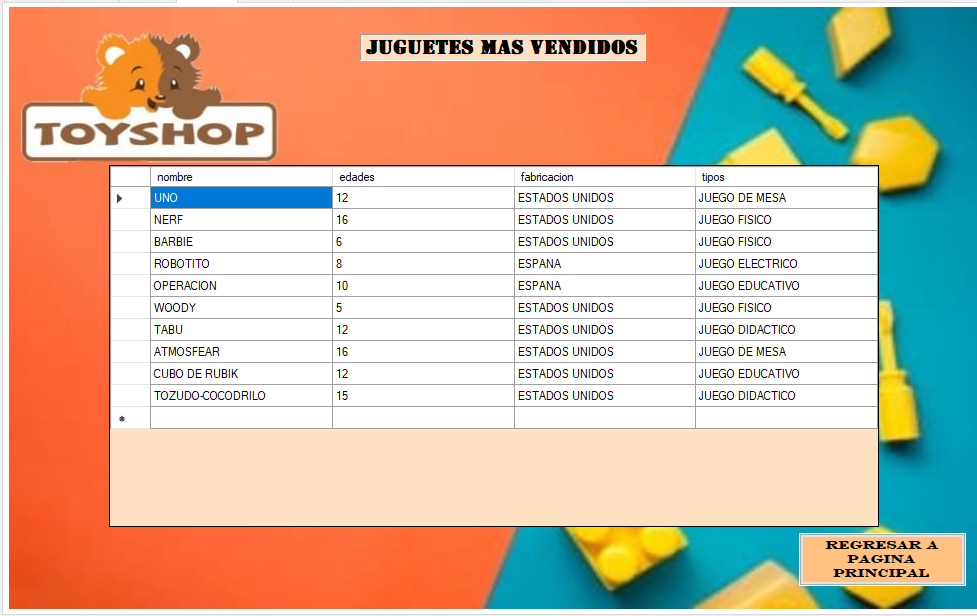 JUGUETES MAS VENDIDOS
TOYSHOP
nombre edades fabricacion tipos
UNO 12 ESTADOS UNIDOS JUEGO DE MESA
NERF 16 ESTADOS UNIDOS JUEGO FISICO
BARBIE 6 ESTADOS UNIDOS JUEGO FISICO
ROBOTITO 8 ESPANA JUEGO ELECTRICO
OPERACION 10 ESPANA JUEGO EDUCATIVO
WOODY 5 ESTADOS UNIDOS JUEGO FISICO
TABU 12 ESTADOS UNIDOS JUEGO DIDACTICO
ATMOSFEAR 16 ESTADOS UNIDOS JUEGO DE MESA
CUBO DE RUBIK 12 ESTADOS UNIDOS JUEGO EDUCATIVO
TOZUDO-COCODRILO 15 ESTADOS UNIDOS JUEGO DIDACTICO
REGRESAR A
PAGINA
PRINCIPAL